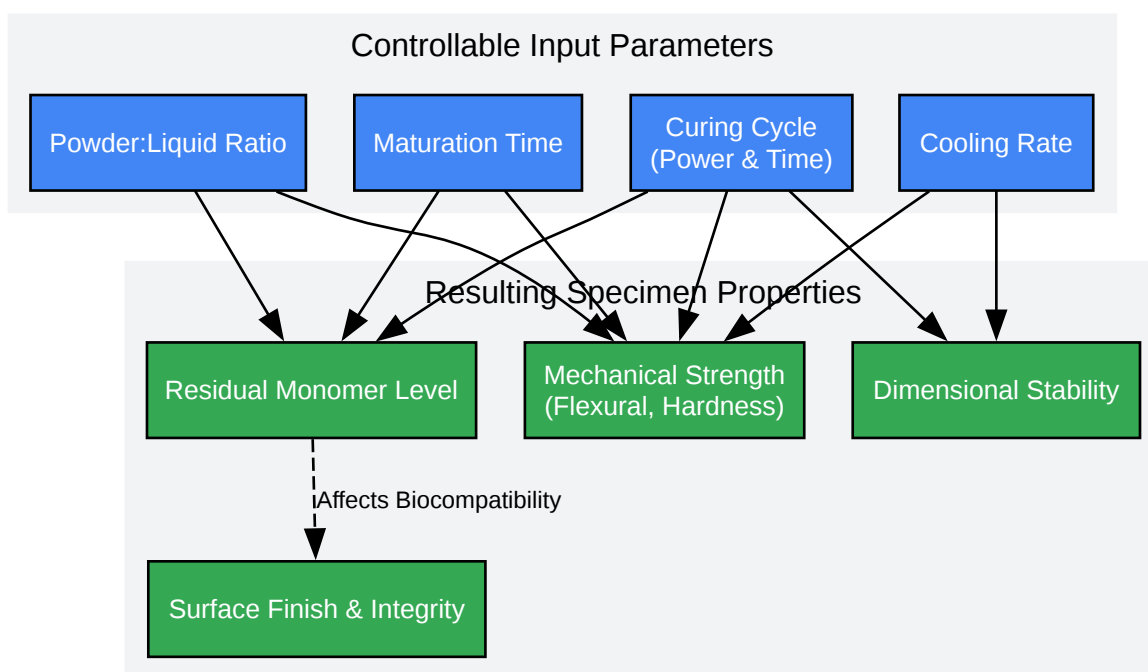 Controllable Input Parameters
Powder:Liquid Ratio
Maturation Time
Curing Cycle
(Power & Time)
Cooling Rate
Resulting Specimen Properties
Residual Monomer Level
Mechanical Strength
(Flexural, Hardness)
Dimensional Stability
Affects Biocompatibility
Surface Finish & Integrity